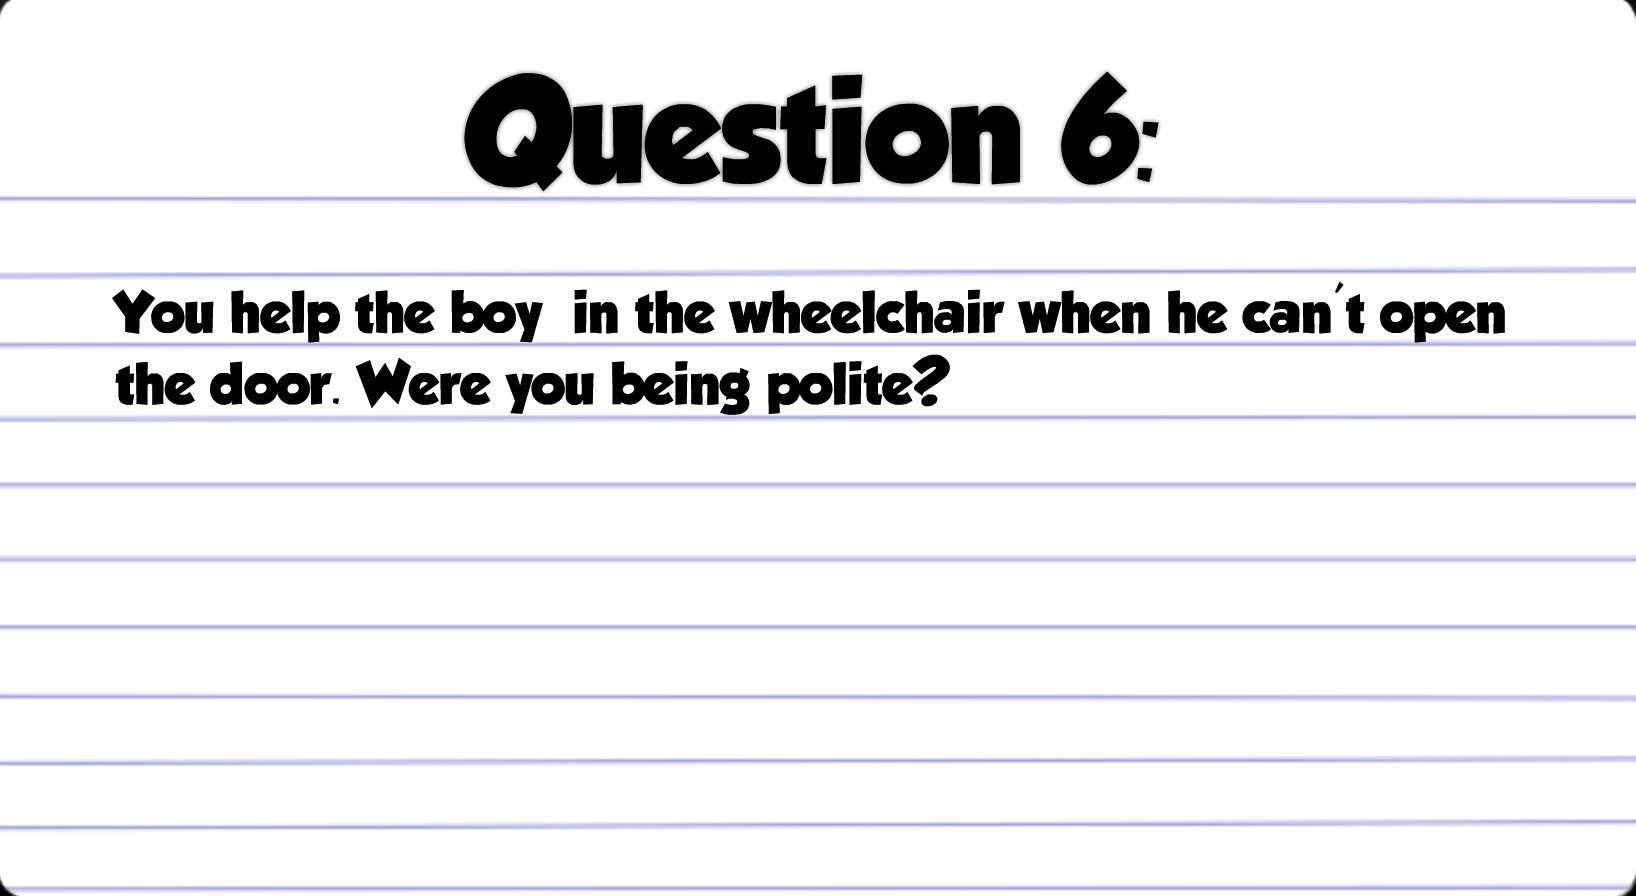 Question 6:
You help the boy  in the wheelchair when he can't open
the door. Were you being polite?